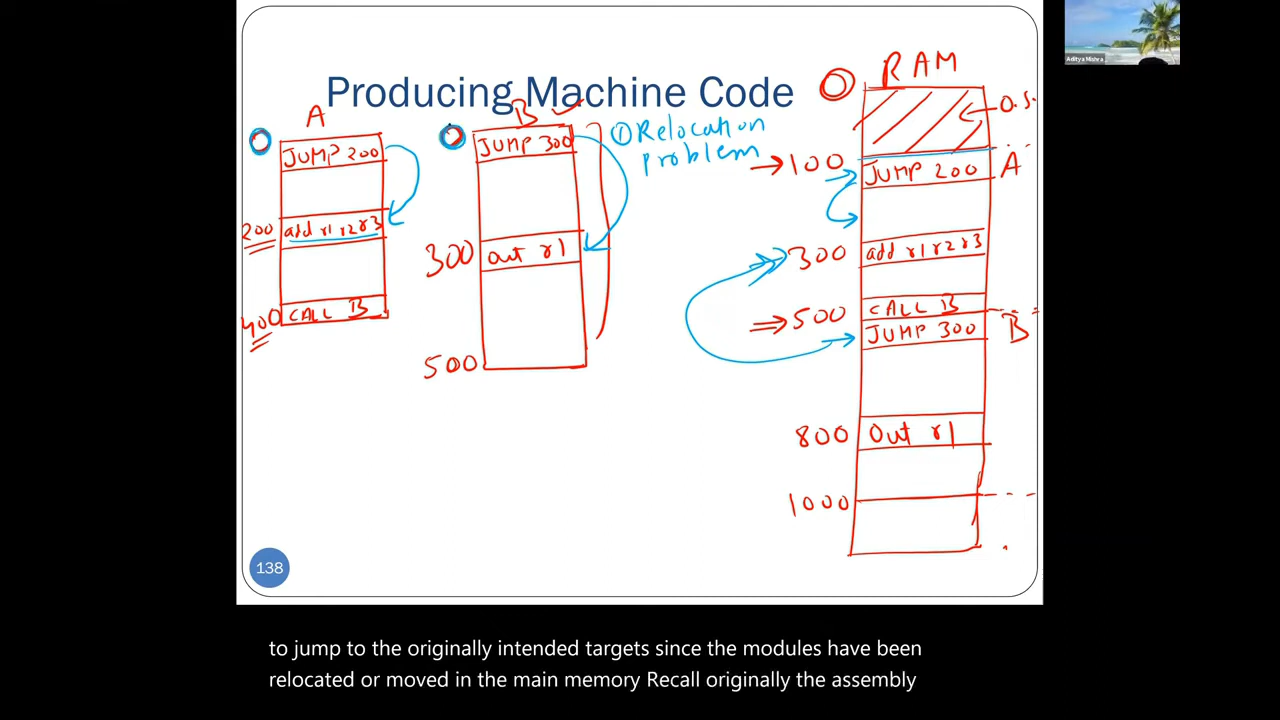 Aditya Mishra
Producing Machine Code
A
JUMP 200
200 add r1 r2 r3
400 CALL B
B
JUMP 300
300 Out r1
500
① Relocation
problem
RAM
O.S.
100 JUMP 200 A
300 add r1 r2 r3
500 CALL B
JUMP 300 B
800 Out r1
1000
138
to jump to the originally intended targets since the modules have been
relocated or moved in the main memory Recall originally the assembly